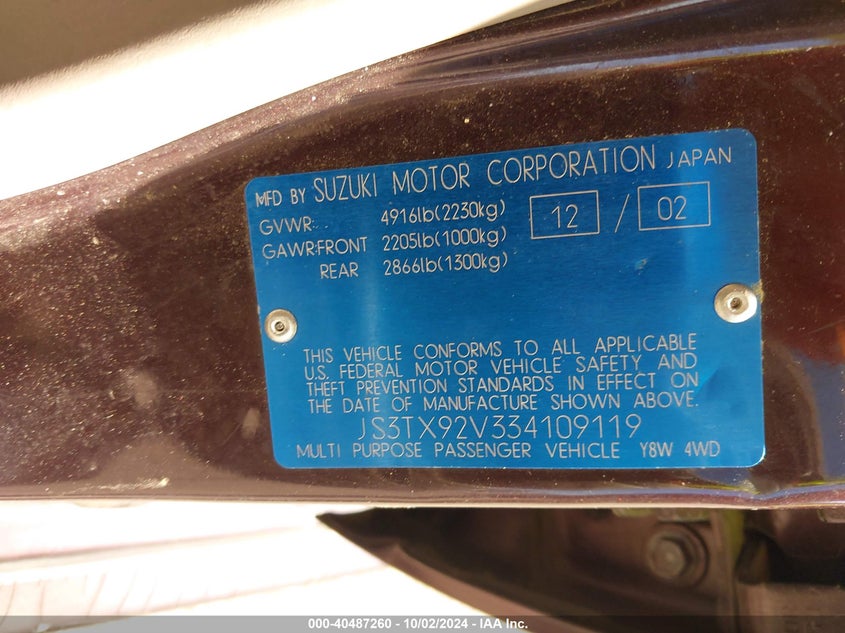 MFD BY SUZUKI MOTOR CORPORATION JAPAN
GVWR: 4916lb(2230kg) 12 / 02
GAWR:FRONT 2205lb(1000kg)
REAR 2866lb(1300kg)
THIS VEHICLE CONFORMS TO ALL APPLICABLE
U.S. FEDERAL MOTOR VEHICLE SAFETY AND
THEFT PREVENTION STANDARDS IN EFFECT ON
THE DATE OF MANUFACTURE SHOWN ABOVE.
JS3TX92V334109119
MULTI PURPOSE PASSENGER VEHICLE Y8W 4WD
000-40487260 - 10/02/2024 - IAA Inc.